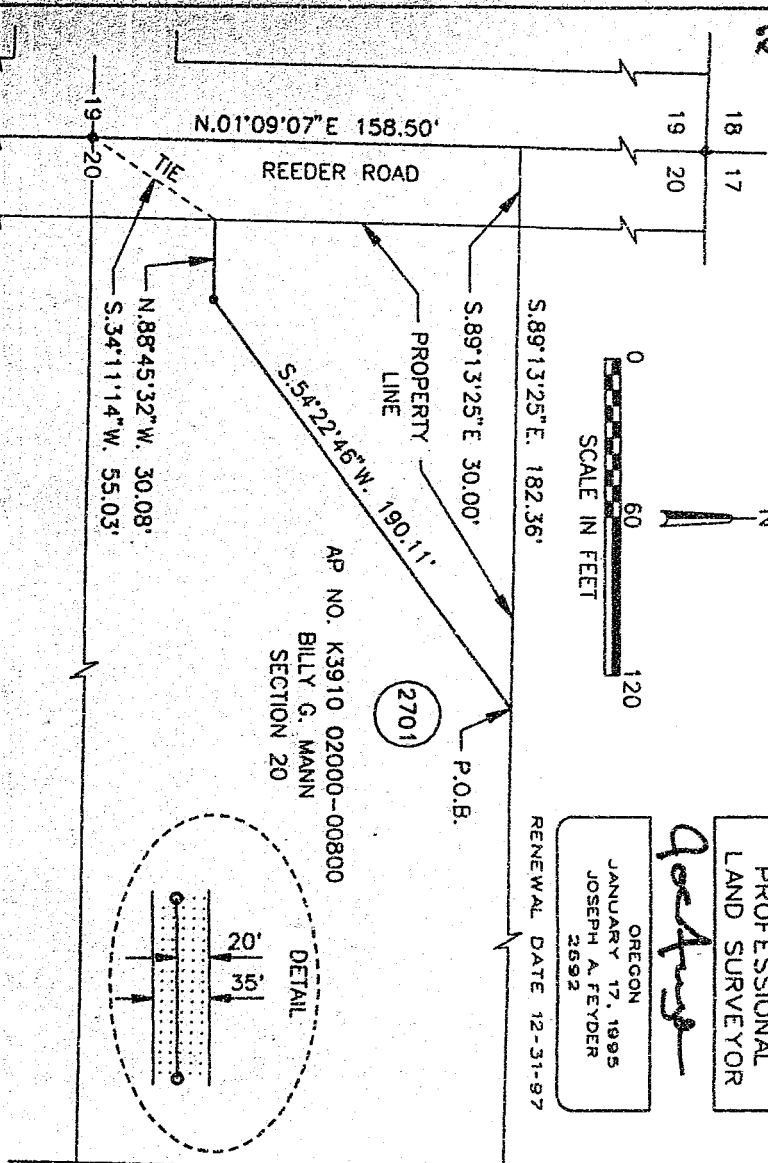 18
17
19
20
N
0
60
120
SCALE IN FEET
PROFESSIONAL
LAND SURVEYOR
OREGON
JANUARY 17, 1995
JOSEPH A. FEYDER
2692
RENEWAL DATE 12-31-97
S.89°13'25"E. 182.36'
S.89°13'25"E 30.00'
PROPERTY
LINE
P.O.B.
2701
N.01°09'07"E 158.50'
REEDER ROAD
S.54°22'46"W. 190.11'
AP NO. K3910 02000-00800
BILLY G. MANN
SECTION 20
TIE
19
20
N.88°45'32"W. 30.08'
S.34°11'14"W. 55.03'
DETAIL
20'
35'